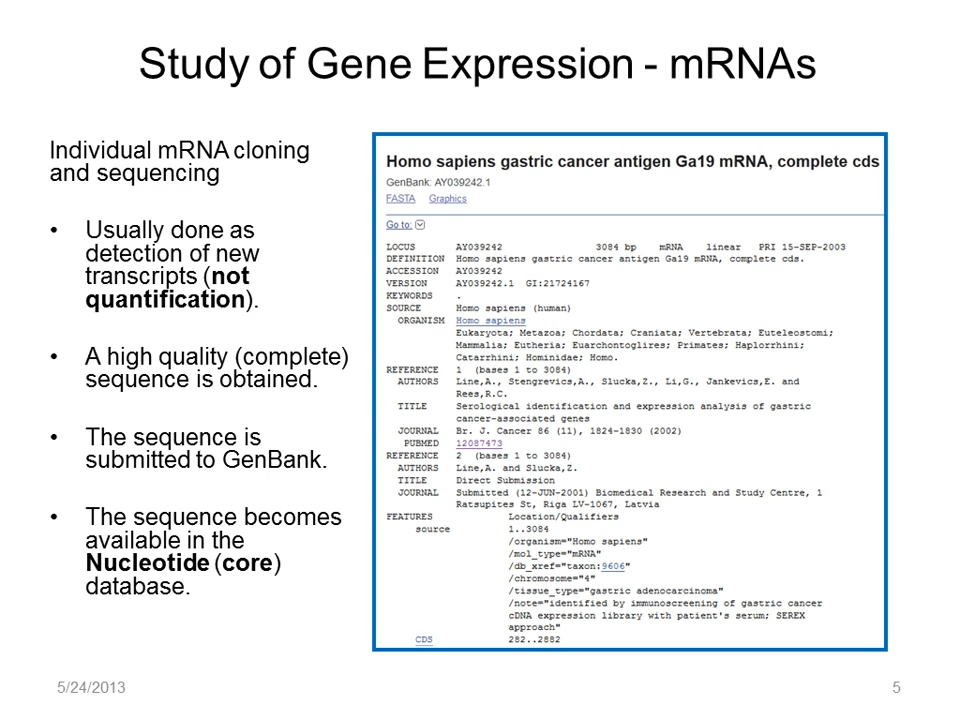 Study of Gene Expression - mRNAs
Individual mRNA cloning
and sequencing
• Usually done as
detection of new
transcripts (not
quantification).
• A high quality (complete)
sequence is obtained.
• The sequence is
submitted to GenBank.
• The sequence becomes
available in the
Nucleotide (core)
database.
Homo sapiens gastric cancer antigen Ga19 mRNA, complete cds
GenBank: AY039242.1
FASTA Graphics
Go to:
LOCUS AY039242 3084 bp mRNA linear PRI 15-SEP-2003
DEFINITION Homo sapiens gastric cancer antigen Ga19 mRNA, complete cds.
ACCESSION AY039242
VERSION AY039242.1 GI:21724167
KEYWORDS .
SOURCE Homo sapiens (human)
ORGANISM Homo sapiens
Eukaryota; Metazoa; Chordata; Craniata; Vertebrata; Euteleostomi;
Mammalia; Eutheria; Euarchontoglires; Primates; Haplorrhini;
Catarrhini; Hominidae; Homo.
REFERENCE 1 (bases 1 to 3084)
AUTHORS Line,A., Stengrevics,A., Slucka,Z., Li,G., Jankevics,E. and
Rees,R.C.
TITLE Serological identification and expression analysis of gastric
cancer-associated genes
JOURNAL Br. J. Cancer 86 (11), 1824-1830 (2002)
PUBMED 12087473
REFERENCE 2 (bases 1 to 3084)
AUTHORS Line,A. and Slucka,Z.
TITLE Direct Submission
JOURNAL Submitted (12-JUN-2001) Biomedical Research and Study Centre, 1
Ratsupites St, Riga LV-1067, Latvia
FEATURES Location/Qualifiers
source 1..3084
/organism="Homo sapiens"
/mol_type="mRNA"
/db_xref="taxon:9606"
/chromosome="4"
/tissue_type="gastric adenocarcinoma"
/note="identified by immunoscreening of gastric cancer
cDNA expression library with patient's serum; SEREX
approach"
CDS 282..2882
5/24/2013 5